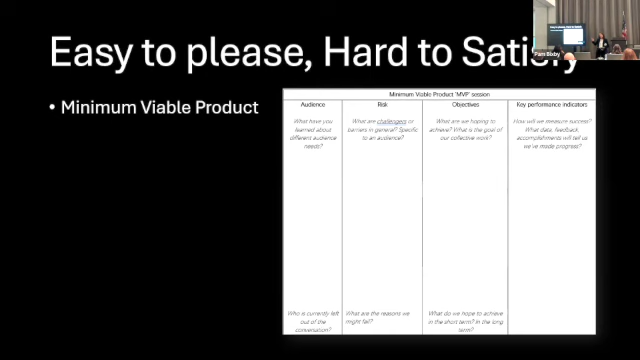 Easy to please, Hard to Satisfy
Pam Bixby
• Minimum Viable Product
Minimum Viable Product 'MVP' session
Audience
Risk
Objectives
Key performance indicators
What have you
learned about
different audience
needs?
What are challengers or
barriers in general? Specific
to an audience?
What are we hoping to
achieve? What is the goal of
our collective work?
How will we measure success?
What data, feedback,
accomplishments will tell us
we've made progress?
Who is currently left
out of the
conversation?
What are the reasons we
might fail?
What do we hope to achieve
in the short term? In the long
term?